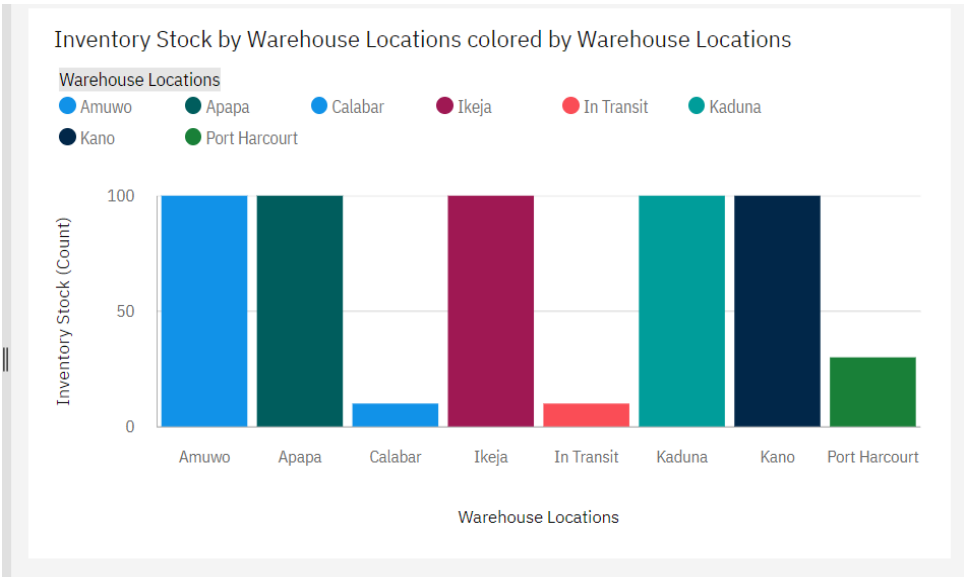 Inventory Stock by Warehouse Locations colored by Warehouse Locations
Warehouse Locations
Amuwo Apapa Calabar Ikeja In Transit Kaduna
Kano Port Harcourt
100
50
0
Inventory Stock (Count)
Amuwo Apapa Calabar Ikeja In Transit Kaduna Kano Port Harcourt
Warehouse Locations